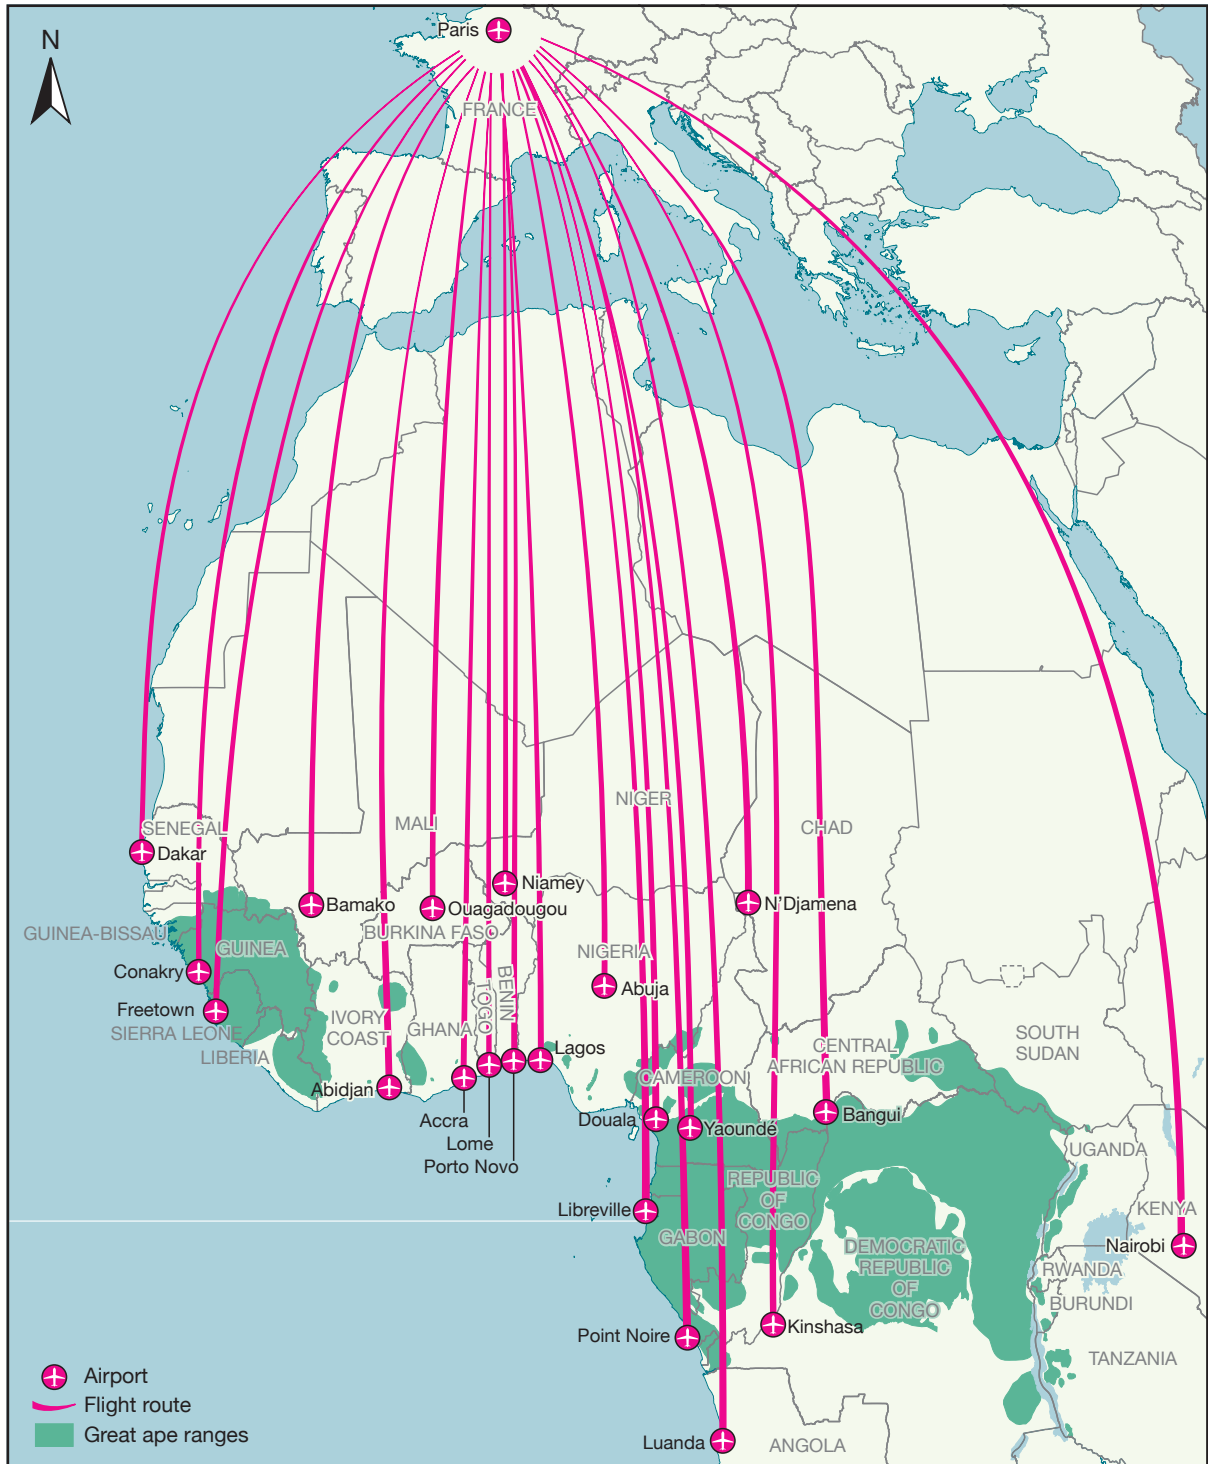 Paris
N
FRANCE
NIGER
SENEGAL
MALI
CHAD
Dakar
Niamey
Bamako
Ouagadougou
N'Djamena
GUINEA-BISSAU
BURKINA FASO
GUINEA
NIGERIA
Conakry
BENIN
Abuja
TOGO
Freetown
IVORY
COAST
GHANA
SIERRA LEONE
LIBERIA
Lagos
SOUTH
SUDAN
CENTRAL
AFRICAN REPUBLIC
CAMEROON
Abidjan
Accra
Lome
Porto Novo
Douala
Yaoundé
Bangui
UGANDA
REPUBLIC
OF
CONGO
Libreville
KENYA
GABON
Nairobi
DEMOCRATIC
REPUBLIC
OF
CONGO
RWANDA
BURUNDI
Kinshasa
Point Noire
TANZANIA
Luanda
ANGOLA
Airport
Flight route
Great ape ranges